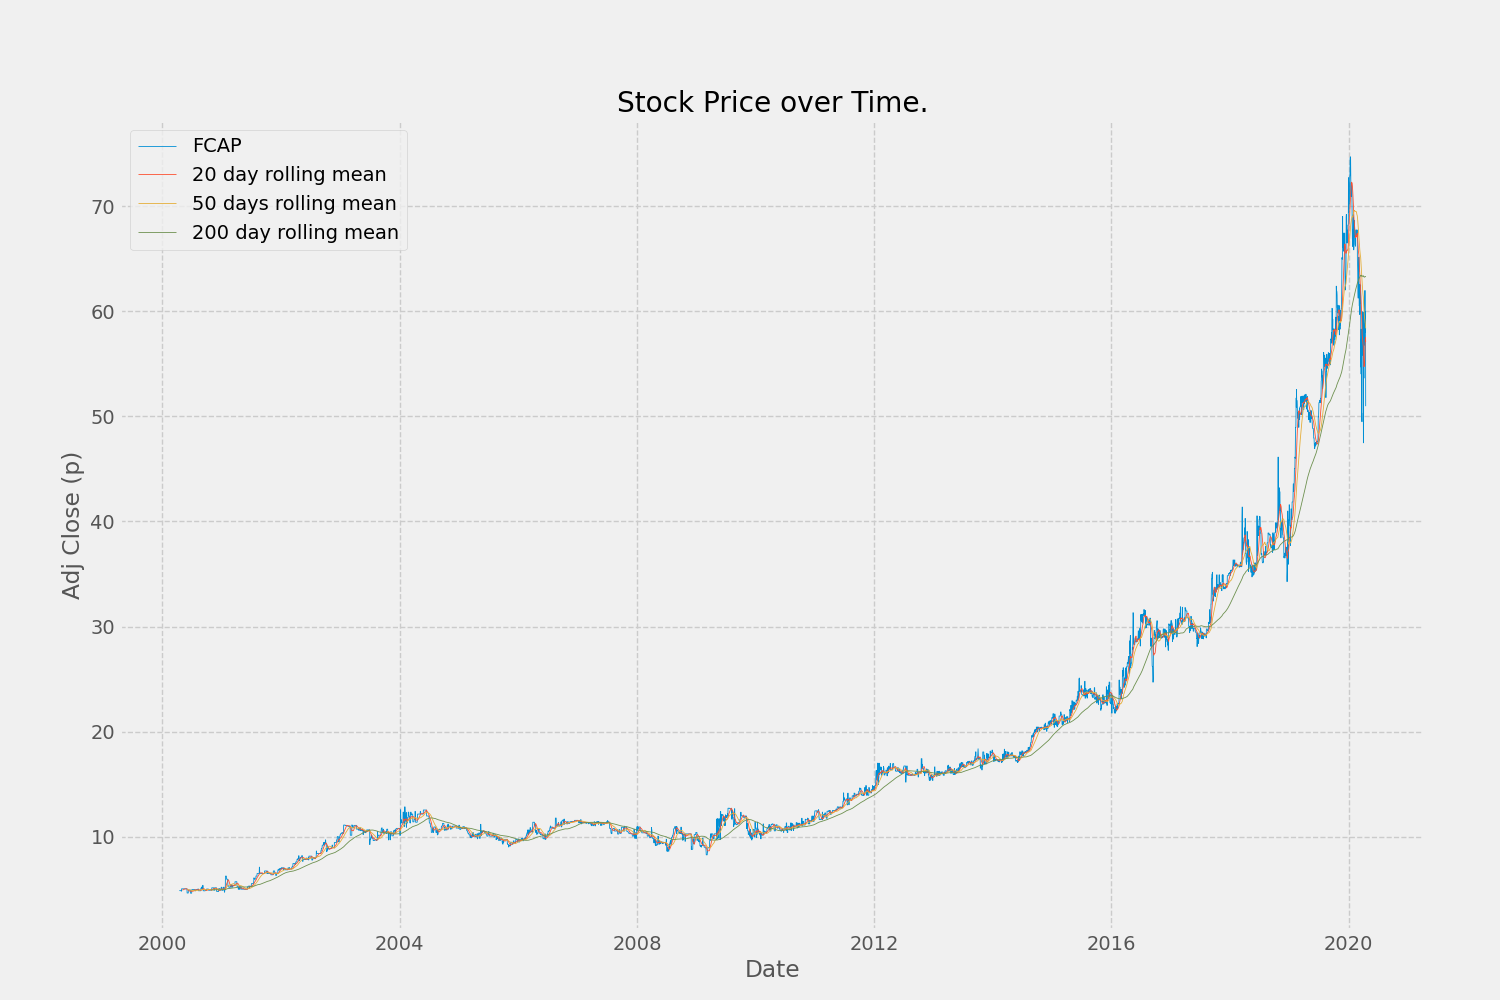 Stock Price over Time.
FCAP
20 day rolling mean
50 days rolling mean
200 day rolling mean
70
60
50
40
30
20
10
Adj Close (p)
2000
2004
2008
2012
2016
2020
Date